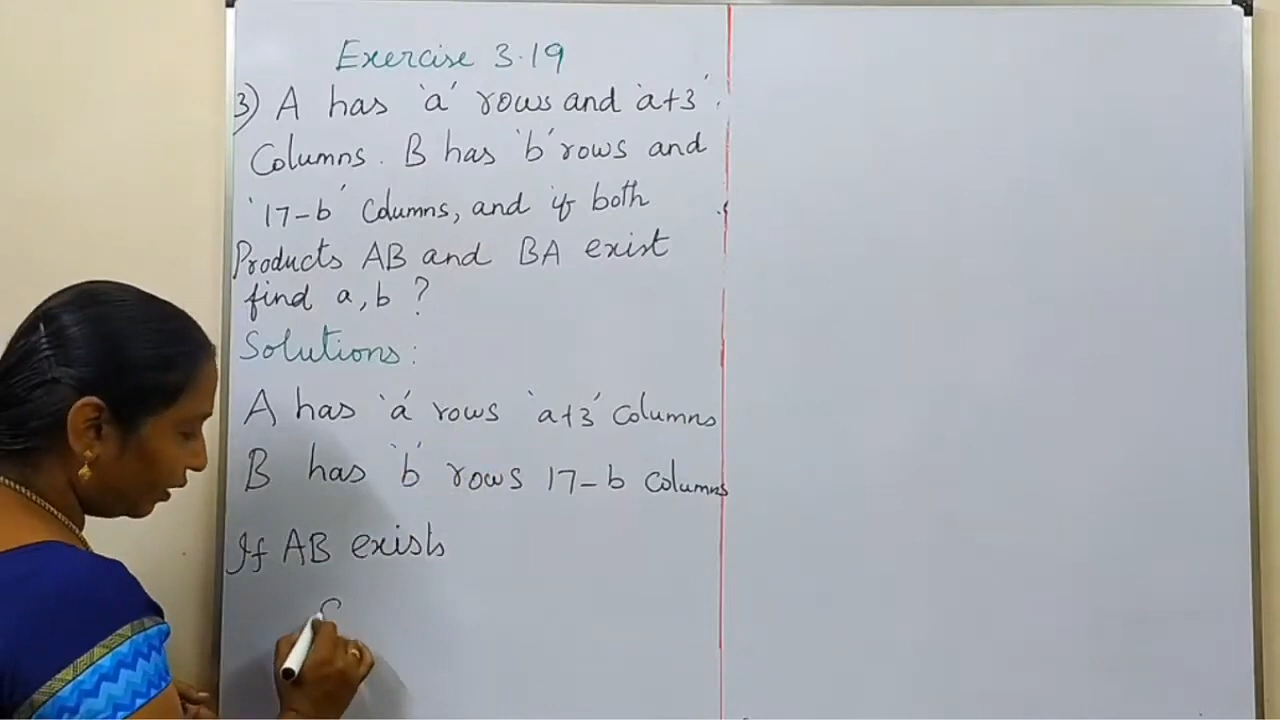 Exercise 3.19
3) A has 'a' rows and 'a+3'
Columns. B has 'b' rows and
'17-b' Columns, and if both
Products AB and BA exist
find a, b ?
Solutions:
A has 'a' rows 'a+3' Columns
B has 'b' rows 17-b Columns
If AB exists